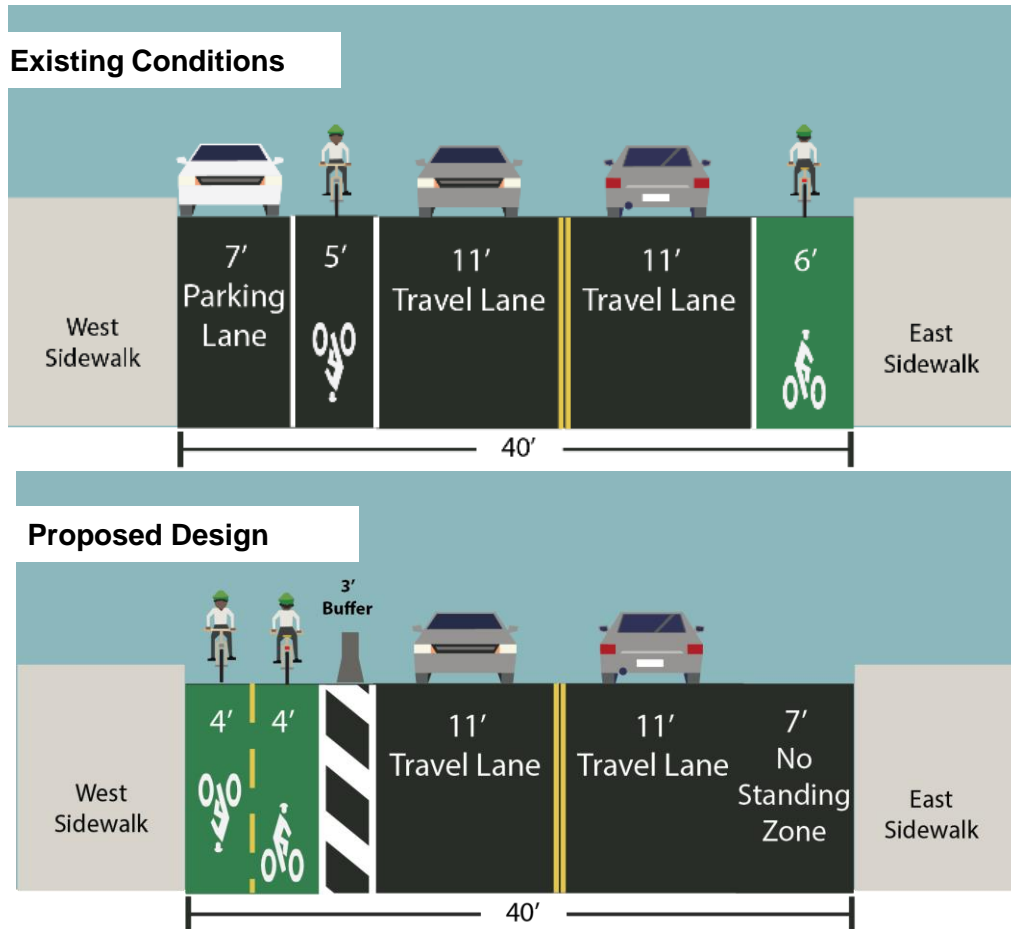 Existing Conditions
7′
Parking
Lane
5′
11′
Travel Lane
11′
Travel Lane
6′
West
Sidewalk
East
Sidewalk
40′
Proposed Design
3′
Buffer
4′
4′
11′
Travel Lane
11′
Travel Lane
7′
No
Standing
Zone
West
Sidewalk
East
Sidewalk
40′